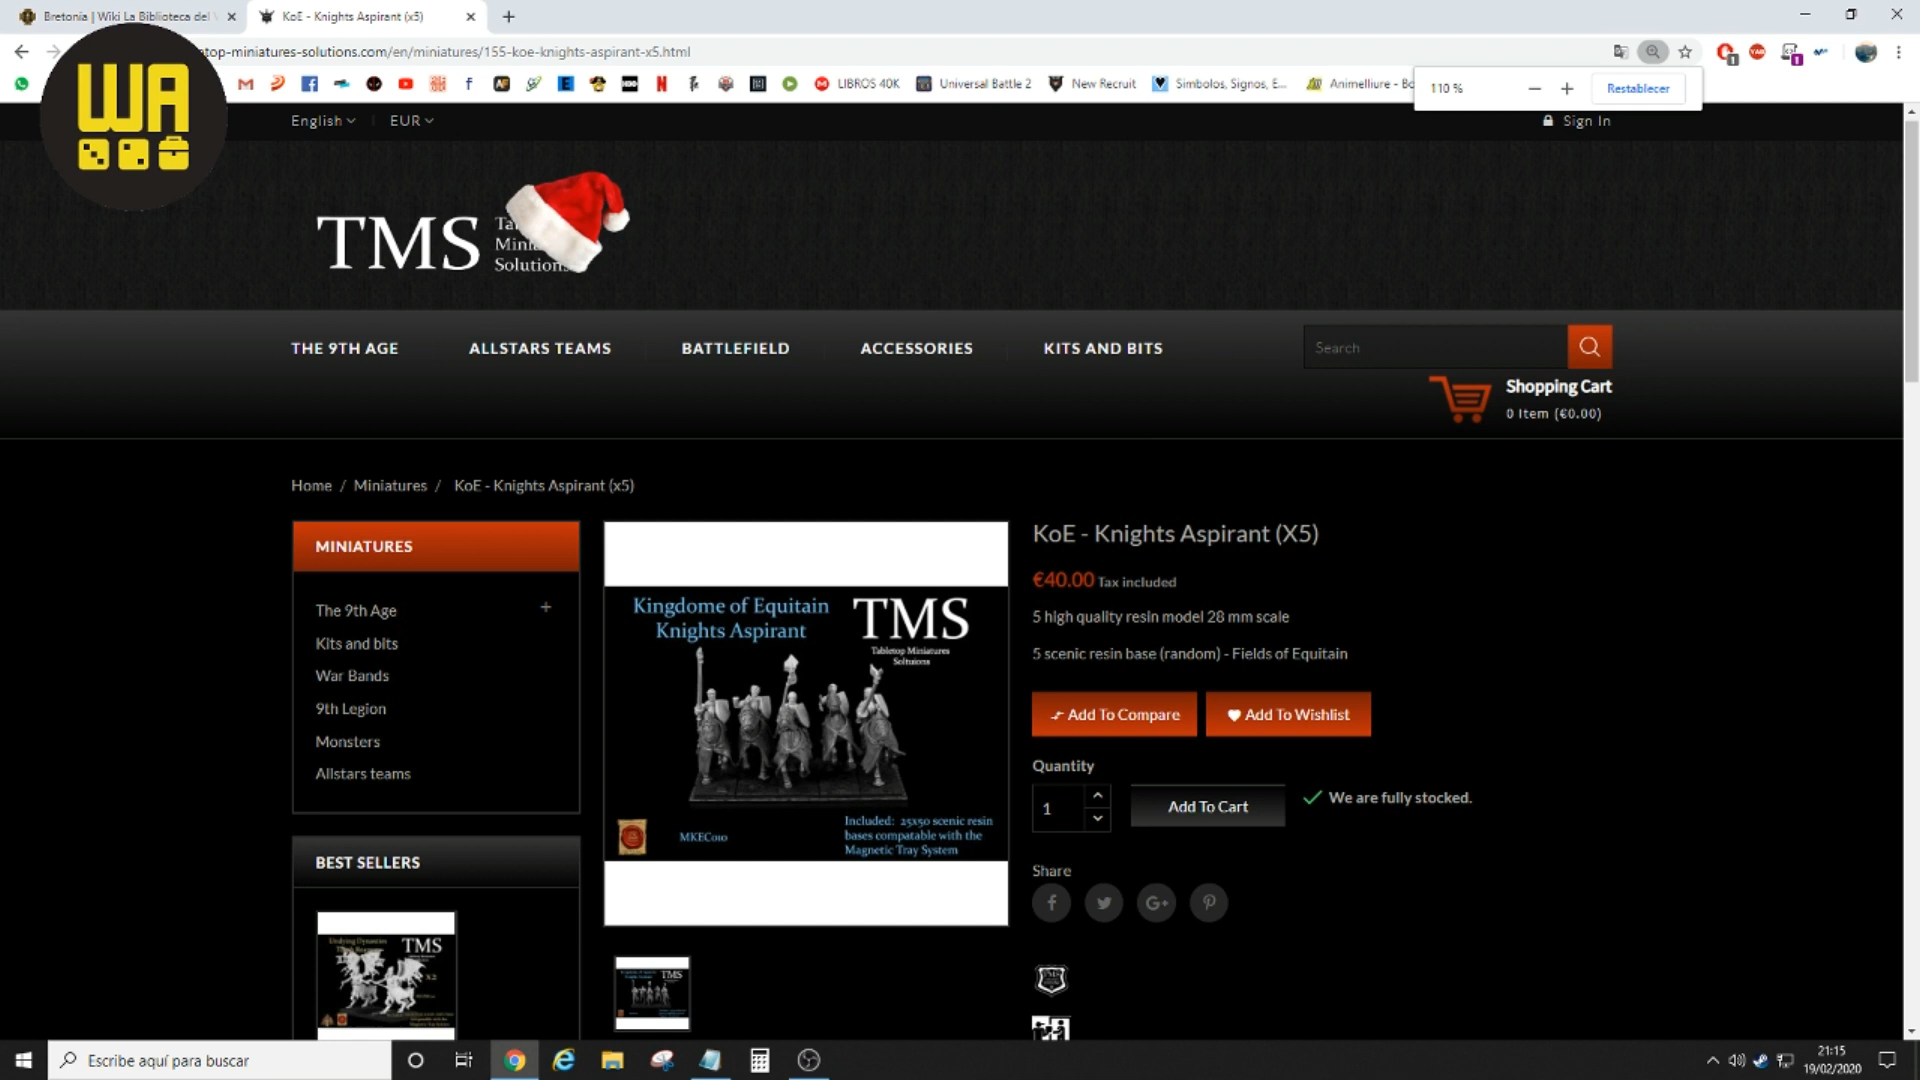 Bretonia | Wiki La Biblioteca del
KoE - Knights Aspirant (x5)
top-miniatures-solutions.com/en/miniatures/155-koe-knights-aspirant-x5.html
WA
LIBROS 40K
Universal Battle 2
New Recruit
Simbolos, Signos, E...
Animelliure - Bo
110 %
Restablecer
English
EUR
Sign In
TMS
Solutions
THE 9TH AGE
ALLSTARS TEAMS
BATTLEFIELD
ACCESSORIES
KITS AND BITS
Search
Shopping Cart
0 Item (€0.00)
Home / Miniatures / KoE - Knights Aspirant (x5)
MINIATURES
The 9th Age
Kits and bits
War Bands
9th Legion
Monsters
Allstars teams
BEST SELLERS
TMS
Kingdome of Equitain
Knights Aspirant
TMS
Tabletop Miniatures
Soltuions
MKEC010
Included: 25x50 scenic resin
bases compatable with the
Magnetic Tray System
TMS
KoE - Knights Aspirant (X5)
€40.00 Tax included
5 high quality resin model 28 mm scale
5 scenic resin base (random) - Fields of Equitain
Add To Compare
Add To Wishlist
Quantity
1
Add To Cart
We are fully stocked.
Share
Escribe aquí para buscar
21:15
19/02/2020